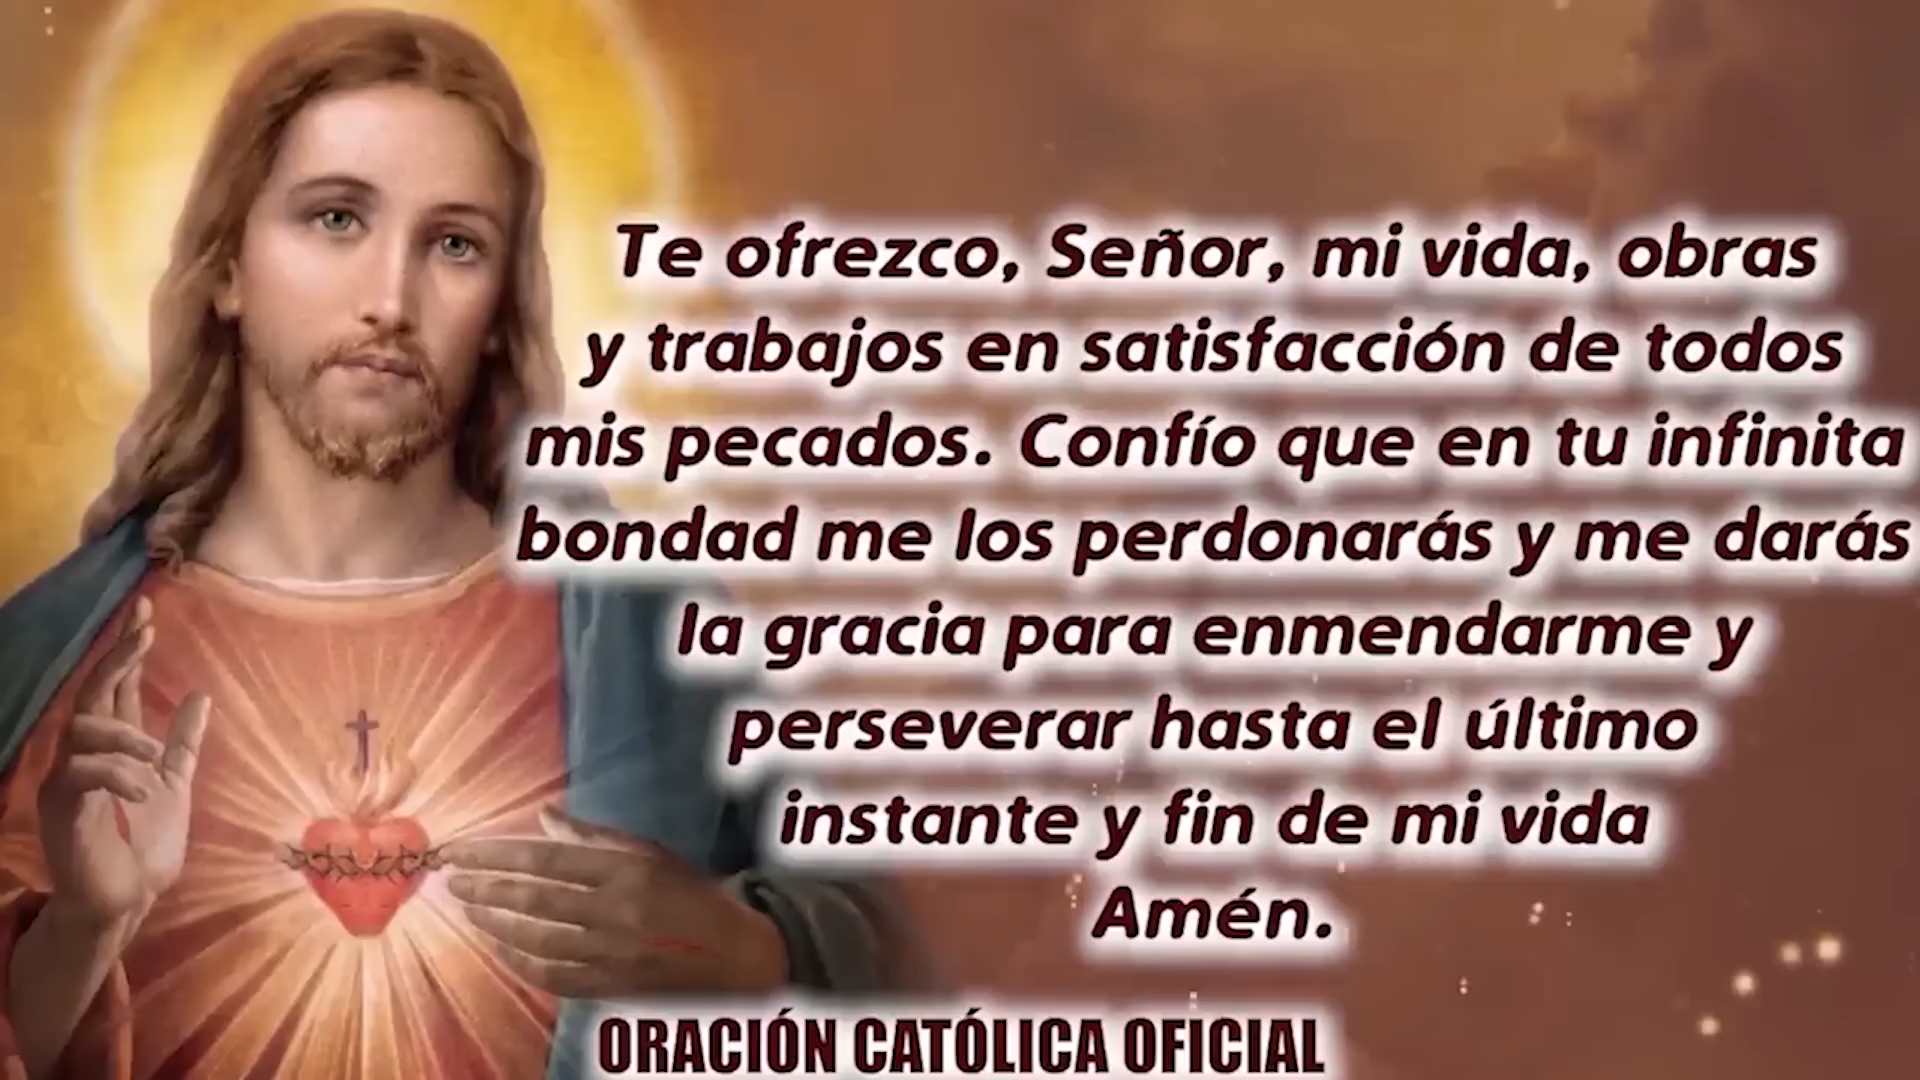 Te ofrezco, Señor, mi vida, obras
y trabajos en satisfacción de todos
mis pecados. Confío que en tu infinita
bondad me los perdonarás y me darás
la gracia para enmendarme y
perseverar hasta el último
instante y fin de mi vida
Amén.
ORACIÓN CATÓLICA OFICIAL